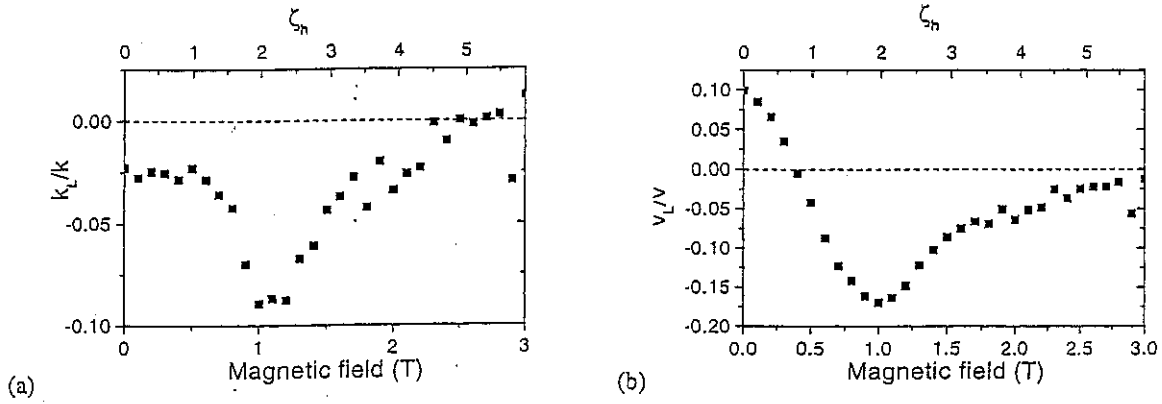 ζh
0 1 2 3 4 5
0.00
-0.05
-0.10
k_L/k
0 1 2 3
Magnetic field (T)
(a)
ζh
0 1 2 3 4 5
0.10
0.05
0.00
-0.05
-0.10
-0.15
-0.20
v_L/v
0.0 0.5 1.0 1.5 2.0 2.5 3.0
Magnetic field (T)
(b)